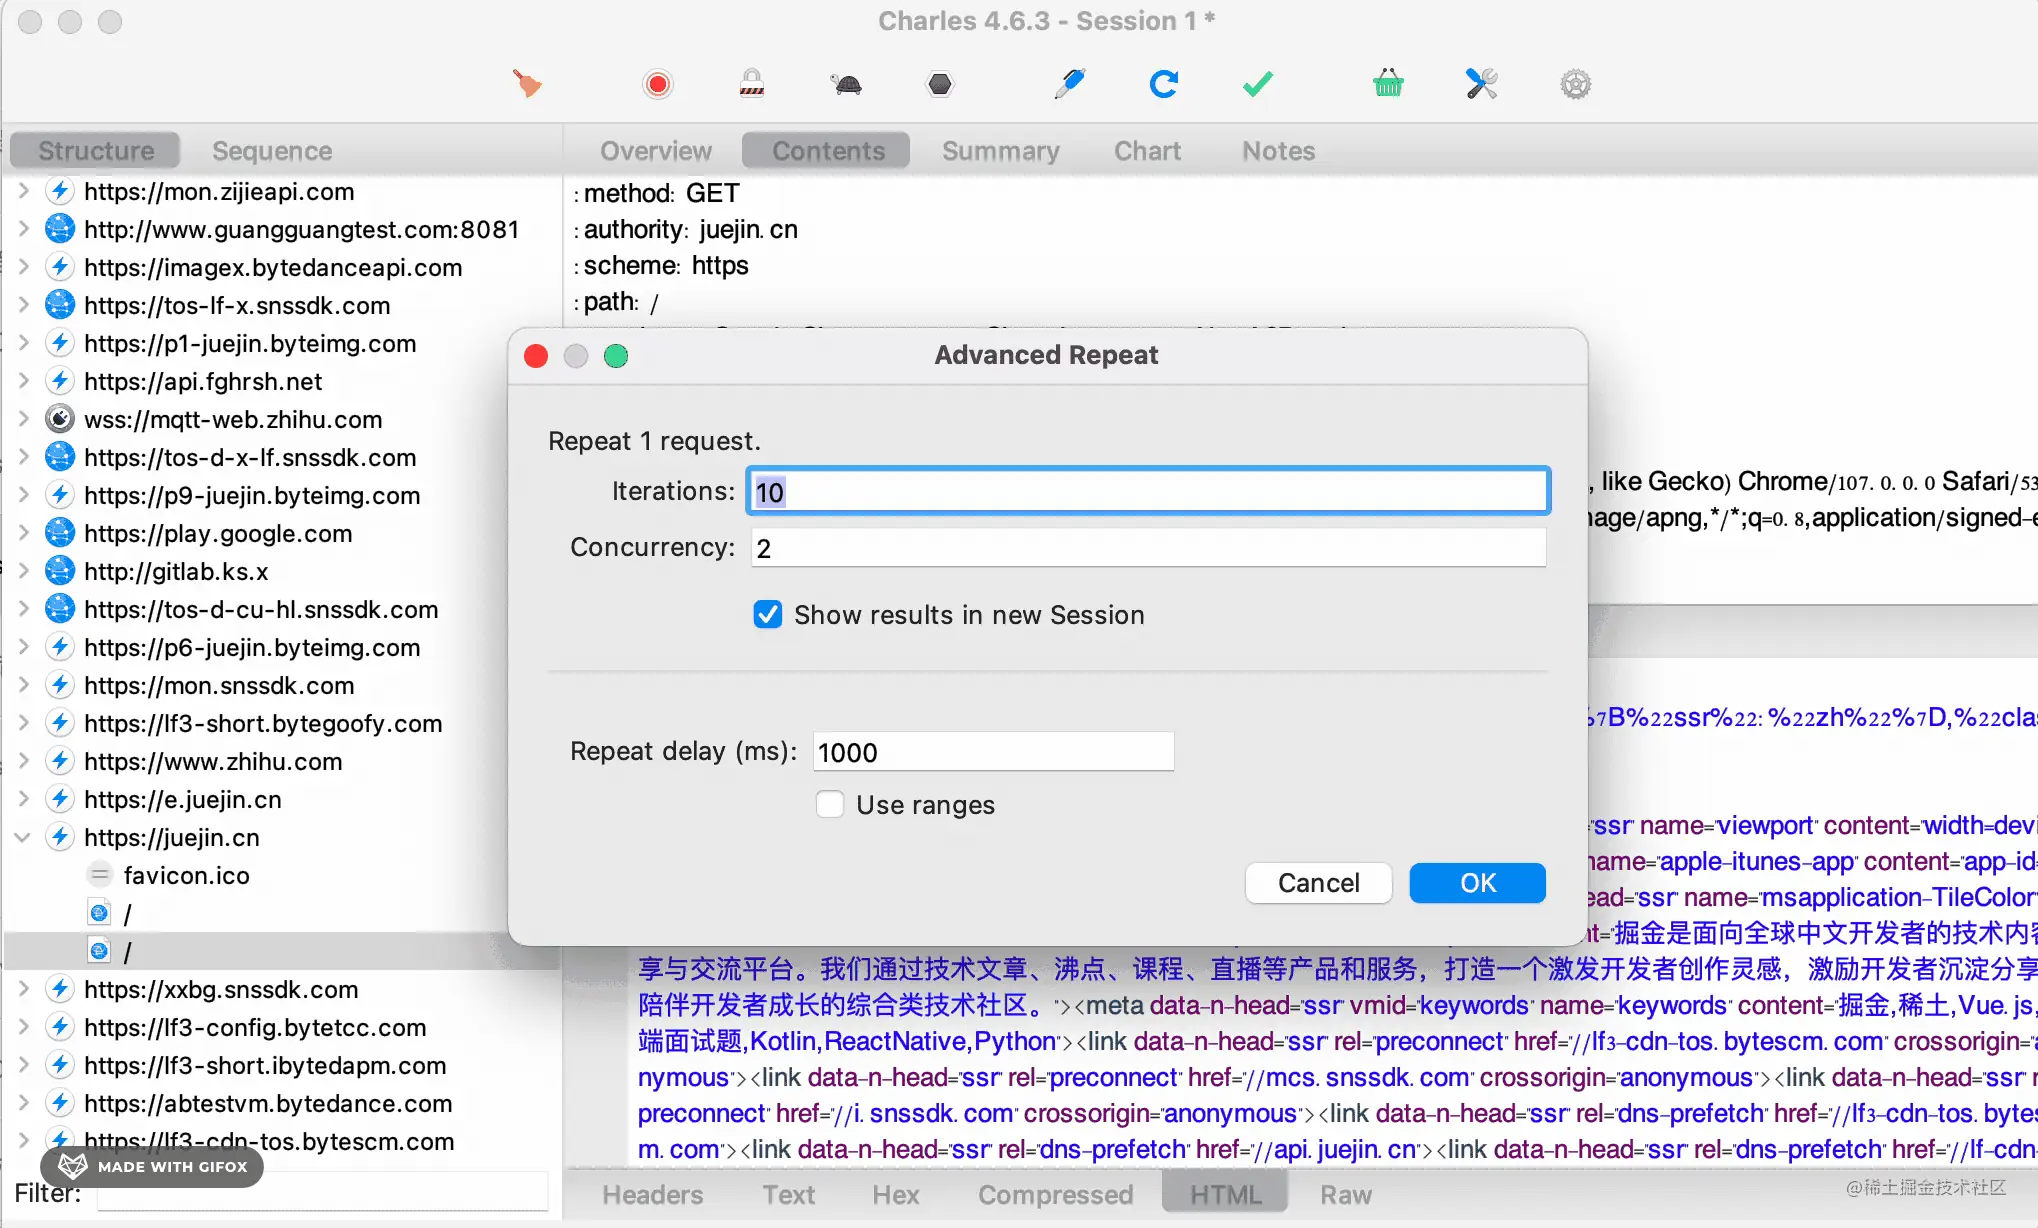 Charles 4.6.3 - Session 1 *
Structure
Sequence
Overview
Contents
Summary
Chart
Notes
https://mon.zijieapi.com
http://www.guangguangtest.com:8081
https://imagex.bytedanceapi.com
https://tos-lf-x.snssdk.com
https://p1-juejin.byteimg.com
https://api.fghrsh.net
wss://mqtt-web.zhihu.com
https://tos-d-x-lf.snssdk.com
https://p9-juejin.byteimg.com
https://play.google.com
http://gitlab.ks.x
https://tos-d-cu-hl.snssdk.com
https://p6-juejin.byteimg.com
https://mon.snssdk.com
https://lf3-short.bytegoofy.com
https://www.zhihu.com
https://e.juejin.cn
https://juejin.cn
favicon.ico
/
/
https://xxbg.snssdk.com
https://lf3-config.bytetcc.com
https://lf3-short.ibytedapm.com
https://abtestvm.bytedance.com
https://lf3-cdn-tos.bytescm.com
MADE WITH GIFOX
Filter:
:method: GET
:authority: juejin.cn
:scheme: https
:path: /
Advanced Repeat
Repeat 1 request.
Iterations: 10
Concurrency: 2
Show results in new Session
Repeat delay (ms): 1000
Use ranges
Cancel
OK
, like Gecko) Chrome/107.0.0.0 Safari/53
age/apng,*/*;q=0.8,application/signed-e
7B%22ssr%22:%22zh%22%7D,%22clas
="ssr" name="viewport" content="width=devi
name="apple-itunes-app" content="app-id=
ead="ssr" name="msapplication-TileColor"
nt="掘金是面向全球中文开发者的技术内容
享与交流平台。我们通过技术文章、沸点、课程、直播等产品和服务，打造一个激发开发者创作灵感，激励开发者沉淀分享
陪伴开发者成长的综合类技术社区。"><meta data-n-head="ssr" vmid="keywords" name="keywords" content="掘金,稀土,Vue.js,
端面试题,Kotlin,ReactNative,Python"><link data-n-head="ssr" rel="preconnect" href="//lf3-cdn-tos.bytescm.com" crossorigin="a
nymous"><link data-n-head="ssr" rel="preconnect" href="//mcs.snssdk.com" crossorigin="anonymous"><link data-n-head="ssr" r
preconnect" href="//i.snssdk.com" crossorigin="anonymous"><link data-n-head="ssr" rel="dns-prefetch" href="//lf3-cdn-tos.bytes
m.com"><link data-n-head="ssr" rel="dns-prefetch" href="//api.juejin.cn"><link data-n-head="ssr" rel="dns-prefetch" href="//lf-cdn-
Headers
Text
Hex
Compressed
HTML
Raw
@稀土掘金技术社区